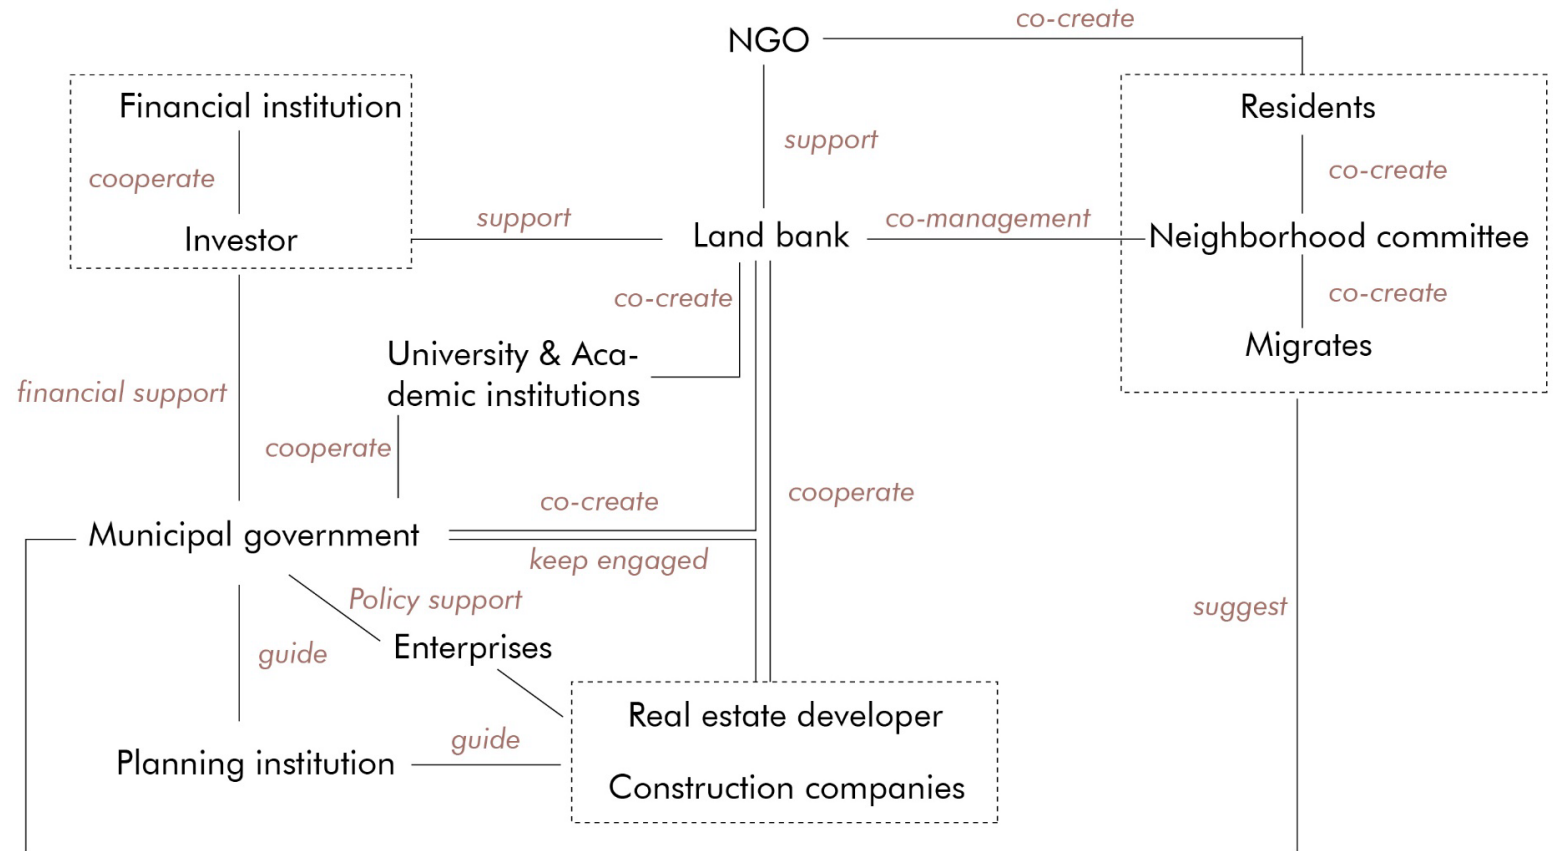 co-create
NGO
Financial institution
Residents
support
cooperate
co-create
support
co-management
Investor
Land bank
Neighborhood committee
co-create
co-create
University & Aca-
demic institutions
Migrates
financial support
cooperate
co-create
cooperate
Municipal government
keep engaged
Policy support
suggest
guide
Enterprises
Real estate developer
guide
Planning institution
Construction companies